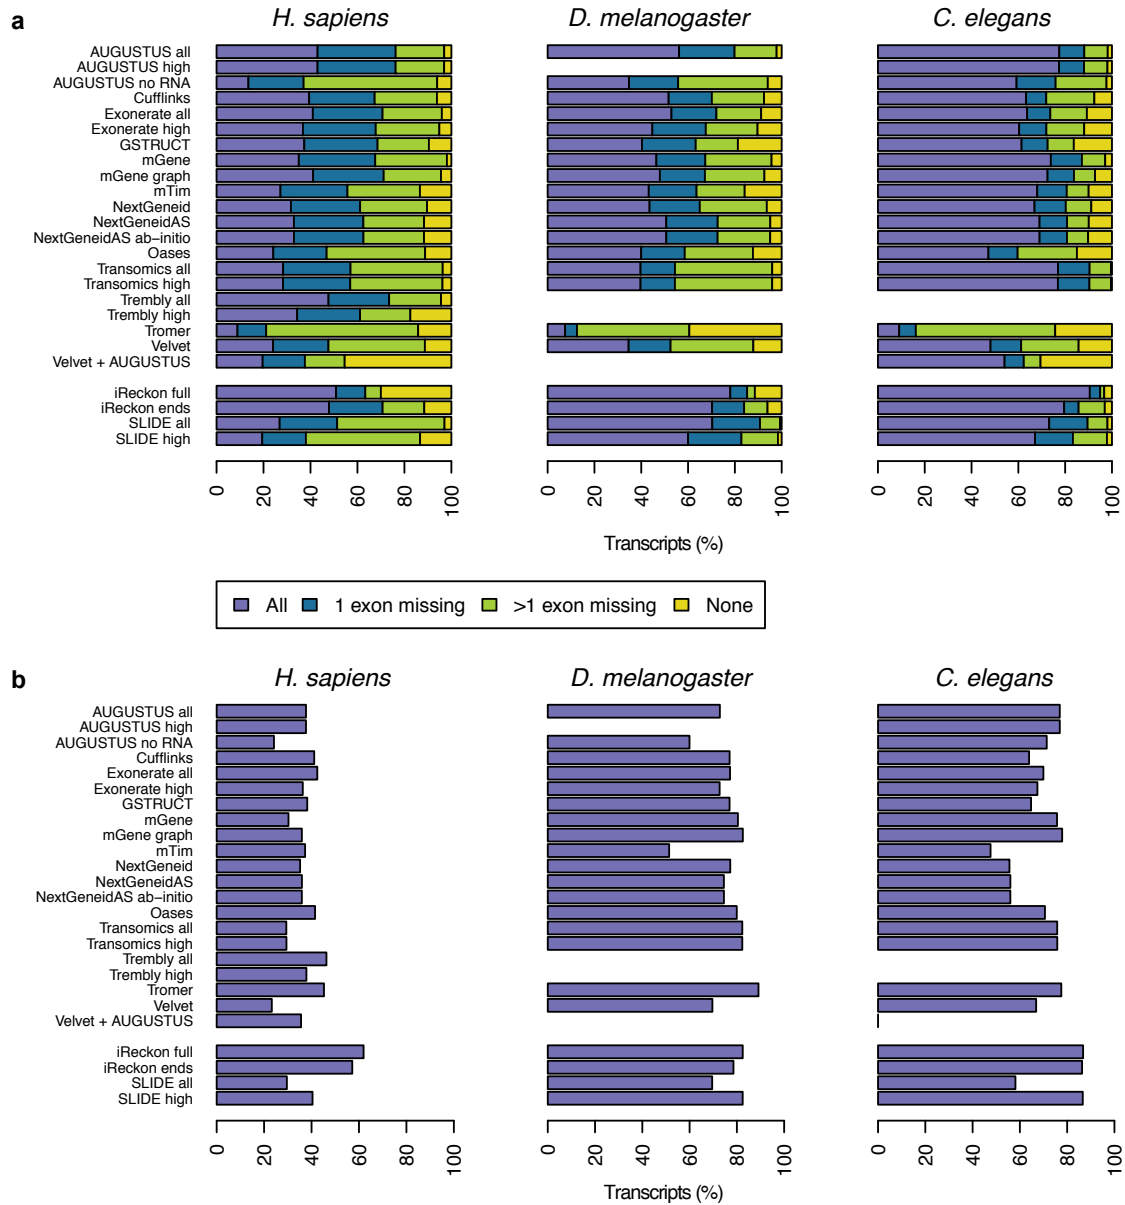 a
H. sapiens
D. melanogaster
C. elegans
AUGUSTUS all
AUGUSTUS high
AUGUSTUS no RNA
Cufflinks
Exonerate all
Exonerate high
GSTRUCT
mGene
mGene graph
mTim
NextGeneid
NextGeneidAS
NextGeneidAS ab−initio
Oases
Transomics all
Transomics high
Trembly all
Trembly high
Tromer
Velvet
Velvet + AUGUSTUS
iReckon full
iReckon ends
SLIDE all
SLIDE high
0 20 40 60 80 100
0 20 40 60 80 100
0 20 40 60 80 100
Transcripts (%)
All 1 exon missing >1 exon missing None
b
H. sapiens
D. melanogaster
C. elegans
AUGUSTUS all
AUGUSTUS high
AUGUSTUS no RNA
Cufflinks
Exonerate all
Exonerate high
GSTRUCT
mGene
mGene graph
mTim
NextGeneid
NextGeneidAS
NextGeneidAS ab−initio
Oases
Transomics all
Transomics high
Trembly all
Trembly high
Tromer
Velvet
Velvet + AUGUSTUS
iReckon full
iReckon ends
SLIDE all
SLIDE high
0 20 40 60 80 100
0 20 40 60 80 100
0 20 40 60 80 100
Transcripts (%)